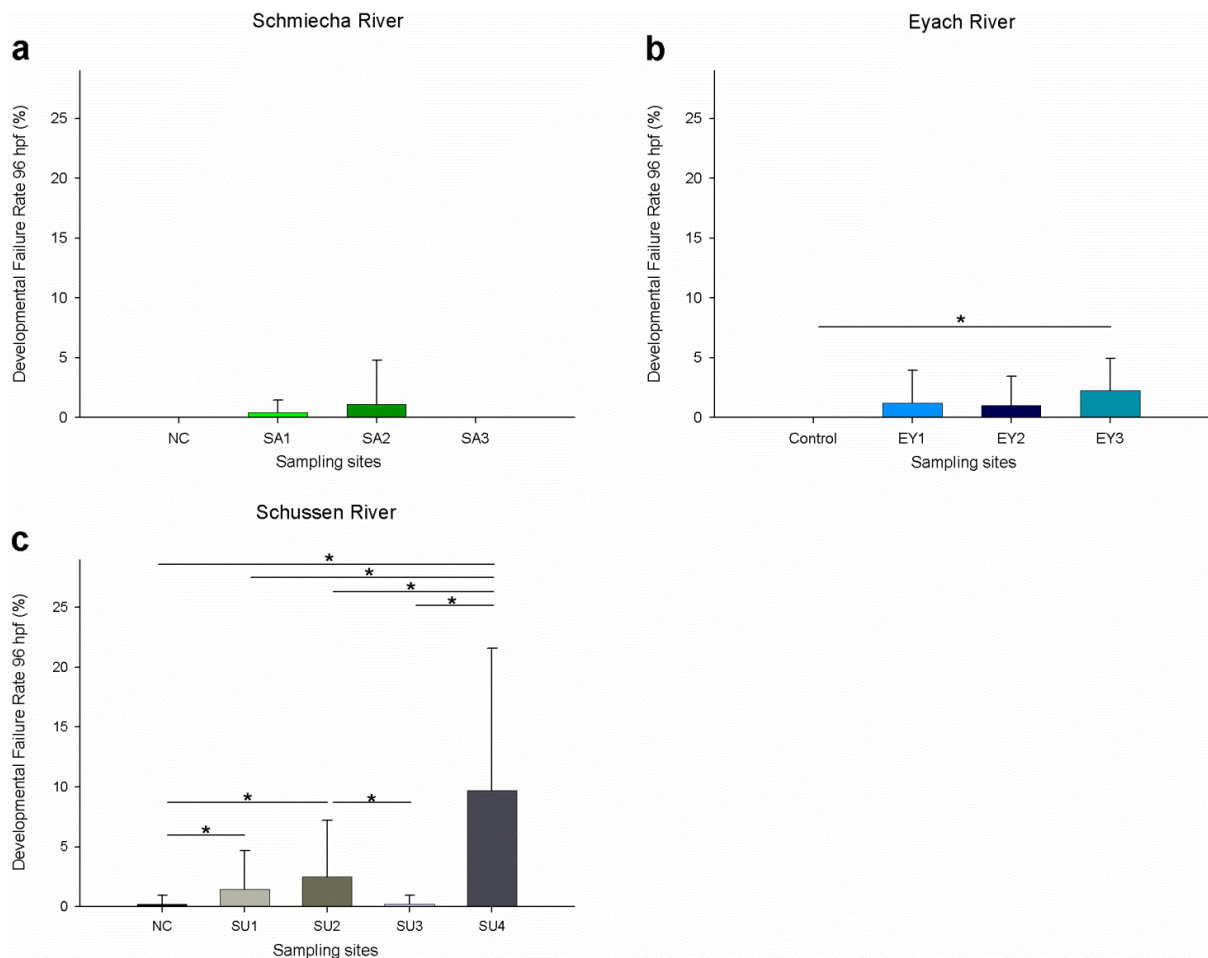 Schmiecha River
a
Developmental Failure Rate 96 hpf (%)
25
20
15
10
5
0
NC SA1 SA2 SA3
Sampling sites
Eyach River
b
Developmental Failure Rate 96 hpf (%)
25
20
15
10
5
0
*
Control EY1 EY2 EY3
Sampling sites
Schussen River
c
Developmental Failure Rate 96 hpf (%)
25
20
15
10
5
0
*
*
*
*
*
*
*
NC SU1 SU2 SU3 SU4
Sampling sites